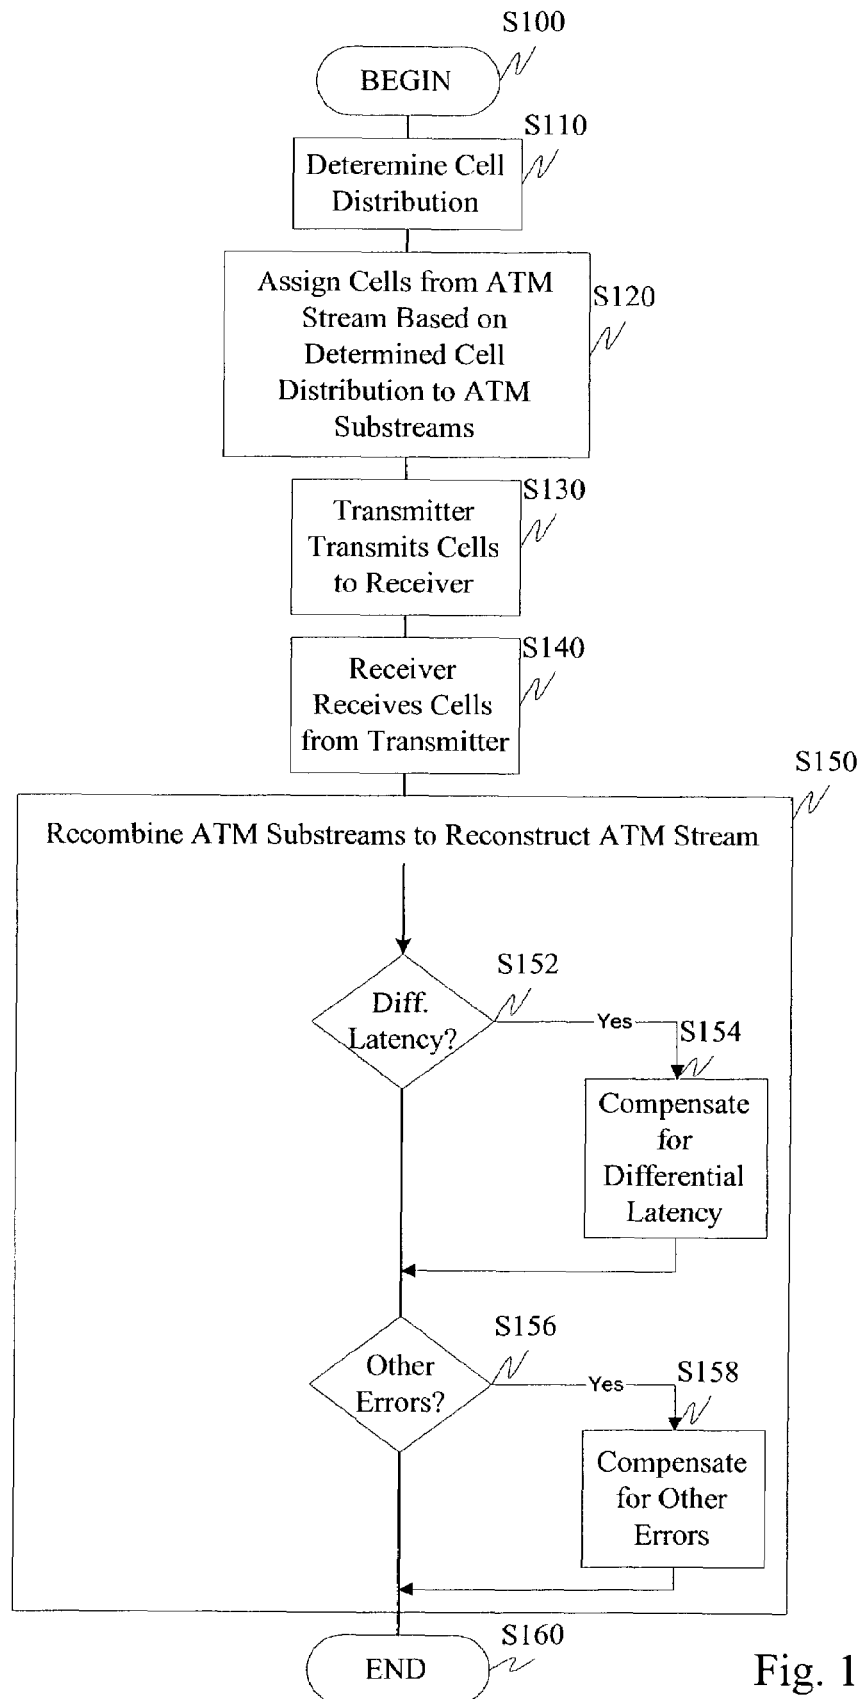 S100
BEGIN
S110
Deteremine Cell
Distribution
Assign Cells from ATM
Stream Based on
Determined Cell
Distribution to ATM
Substreams
S120
S130
Transmitter
Transmits Cells
to Receiver
S140
Receiver
Receives Cells
from Transmitter
S150
Recombine ATM Substreams to Reconstruct ATM Stream
S152
Diff.
Latency?
Yes
S154
Compensate
for
Differential
Latency
S156
Other
Errors?
Yes
S158
Compensate
for Other
Errors
S160
END
Fig. 1